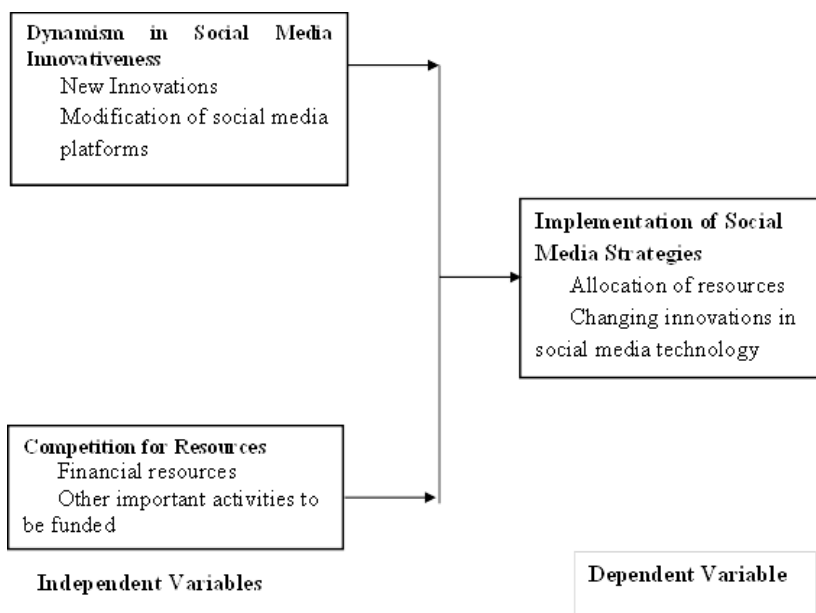 Dynamism in Social Media
Innovativeness
New Innovations
Modification of social media
platforms
Implementation of Social
Media Strategies
Allocation of resources
Changing innovations in
social media technology
Competition for Resources
Financial resources
Other important activities to
be funded
Independent Variables
Dependent Variable